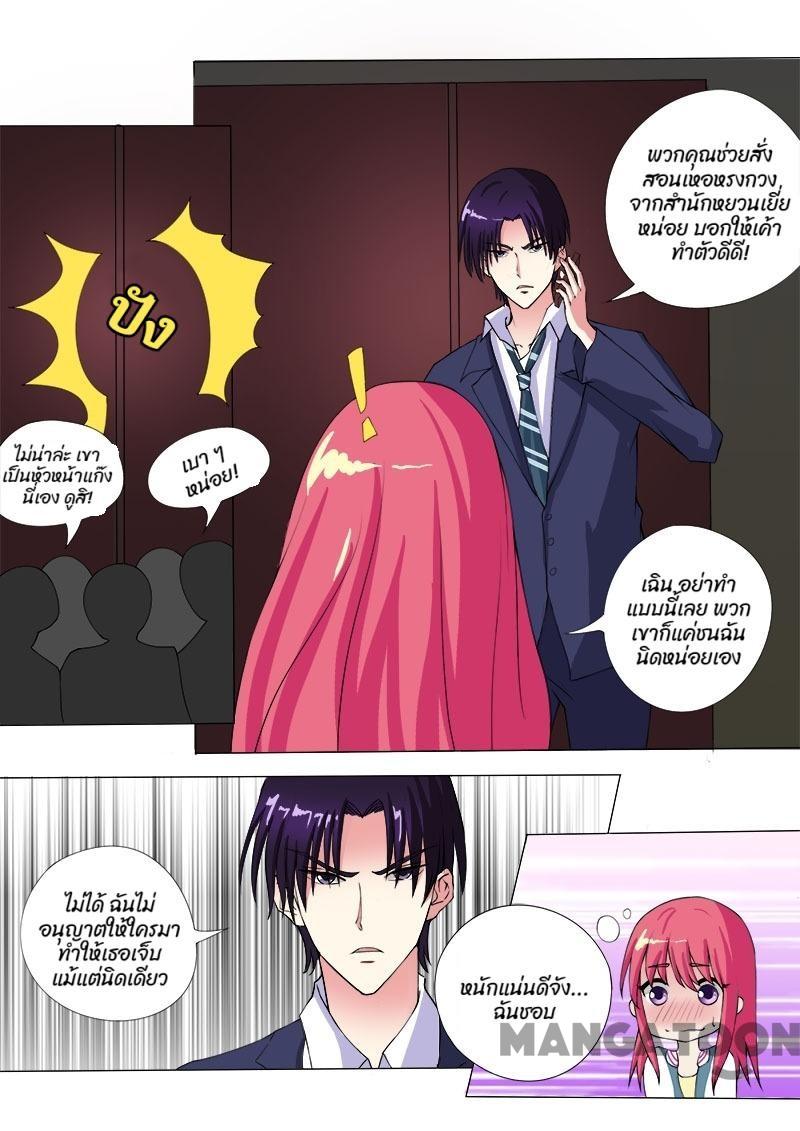 พวกคุณช่วยสั่ง
สอนเหอหรงกวง
จากสำนักหยวนเยี่ย
หน่อย บอกให้เค้า
ทำตัวดีดี!
ปัง
ไม่น่าล่ะ เขา
เป็นหัวหน้าแก๊ง
นี่เอง ดูสิ!
เบา ๆ
หน่อย!
!
เฉิน อย่าทำ
แบบนี้เลย พวก
เขาก็แค่ชนฉัน
นิดหน่อยเอง
ไม่ได้ ฉันไม่
อนุญาตให้ใครมา
ทำให้เธอเจ็บ
แม้แต่นิดเดียว
หนักแน่นดีจัง...
ฉันชอบ
MANGATOON